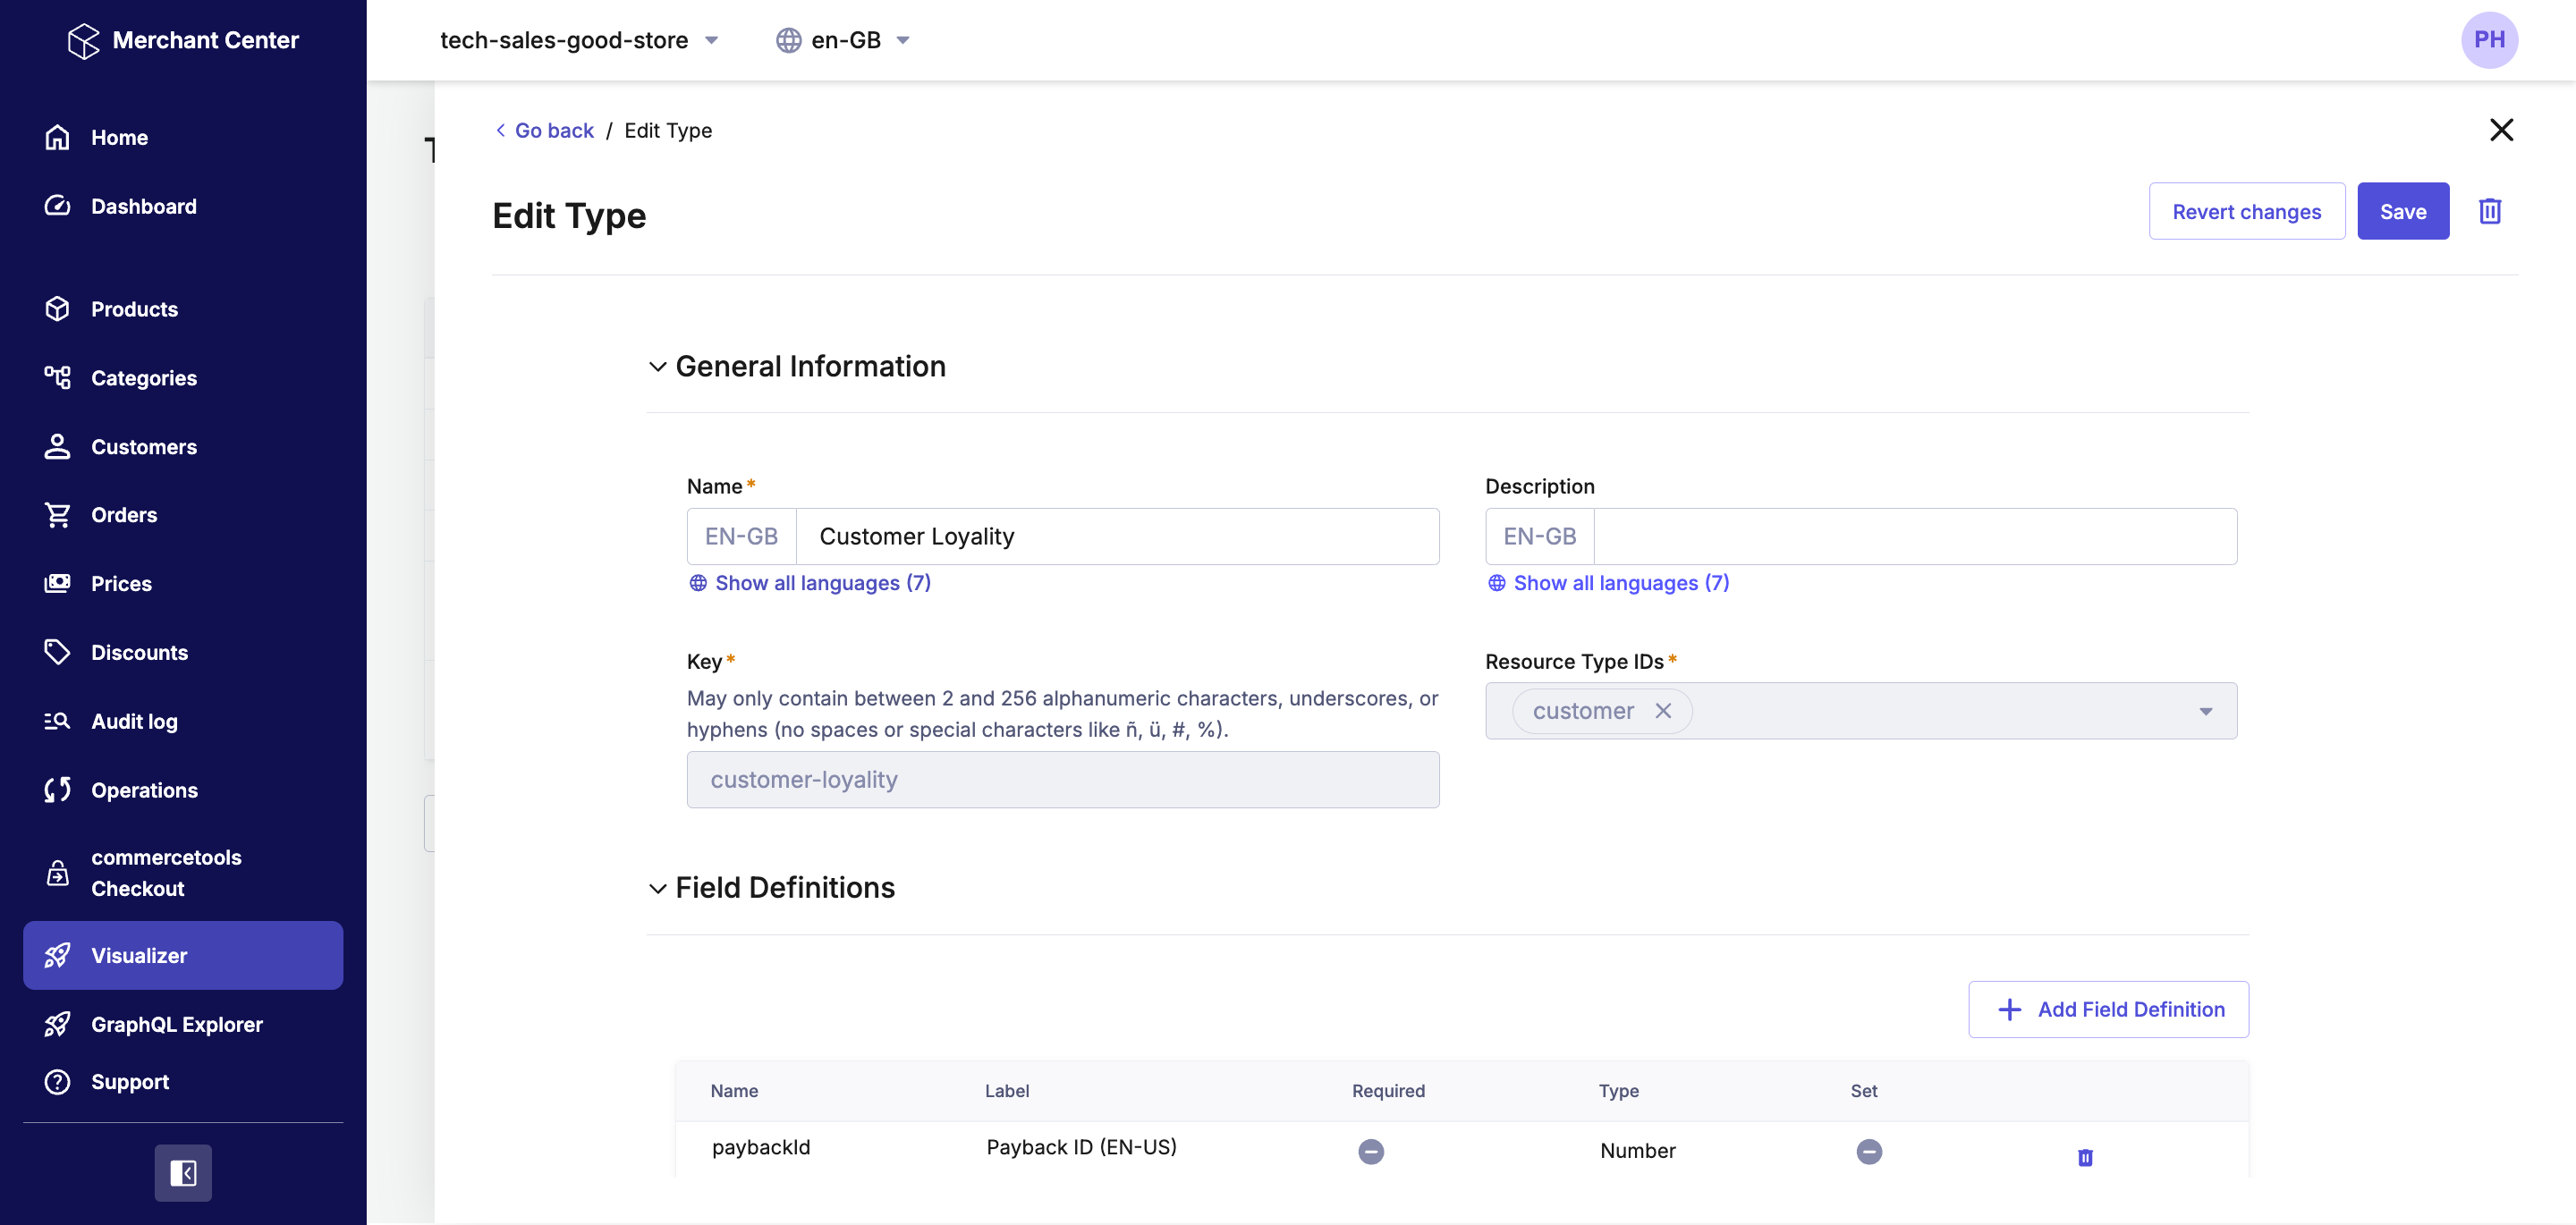 Merchant Center
tech-sales-good-store
en-GB
PH
Home
Dashboard
Products
Categories
Customers
Orders
Prices
Discounts
Audit log
Operations
commercetools
Checkout
Visualizer
GraphQL Explorer
Support
Go back / Edit Type
Edit Type
Revert changes
Save
General Information
Name*
EN-GB Customer Loyality
Show all languages (7)
Description
EN-GB
Show all languages (7)
Key*
May only contain between 2 and 256 alphanumeric characters, underscores, or
hyphens (no spaces or special characters like ñ, ü, #, %).
customer-loyality
Resource Type IDs*
customer
Field Definitions
Add Field Definition
Name Label Required Type Set
paybackId Payback ID (EN-US) Number